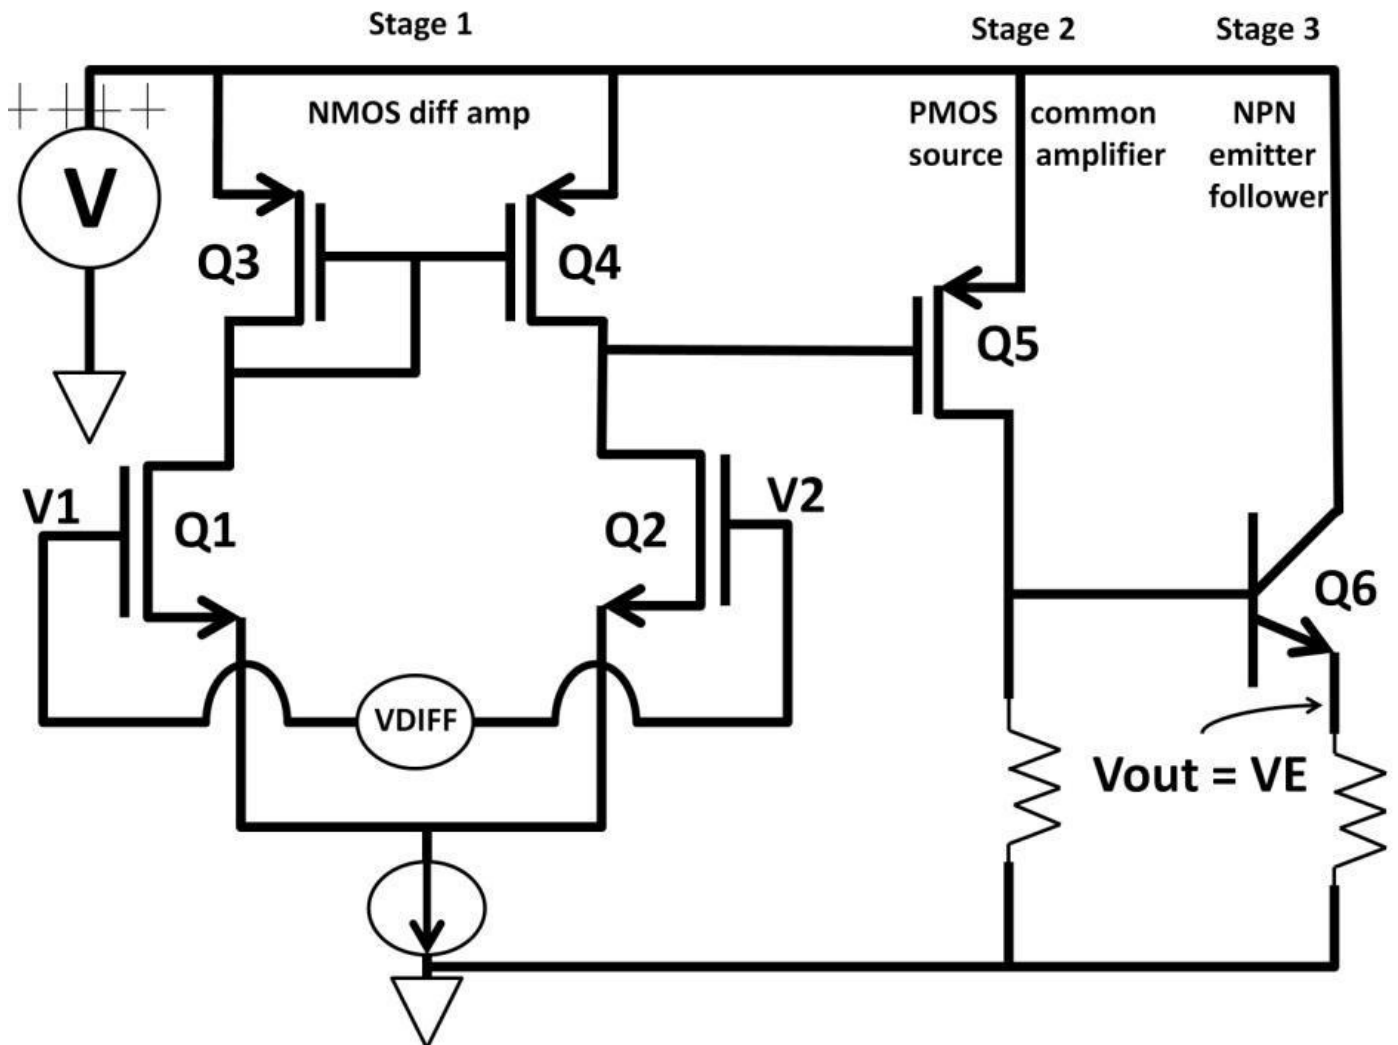 Stage 1
Stage 2
Stage 3
NMOS diff amp
PMOS common
source amplifier
NPN
emitter
follower
V
Q3
Q4
Q5
V1
Q1
Q2
V2
Q6
VDIFF
Vout = VE